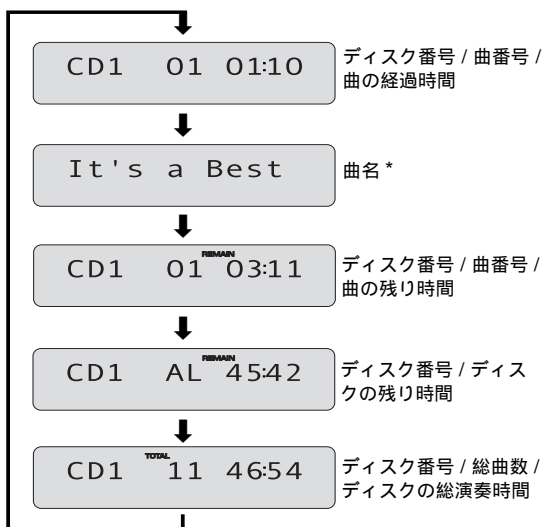 CD1 01 01:10
ディスク番号 / 曲番号 /
曲の経過時間
It's a Best
曲名 *
REMAIN
CD1 01 03:11
ディスク番号 / 曲番号 /
曲の残り時間
REMAIN
CD1 AL 45:42
ディスク番号 / ディス
クの残り時間
TOTAL
CD1 11 46:54
ディスク番号 / 総曲数 /
ディスクの総演奏時間